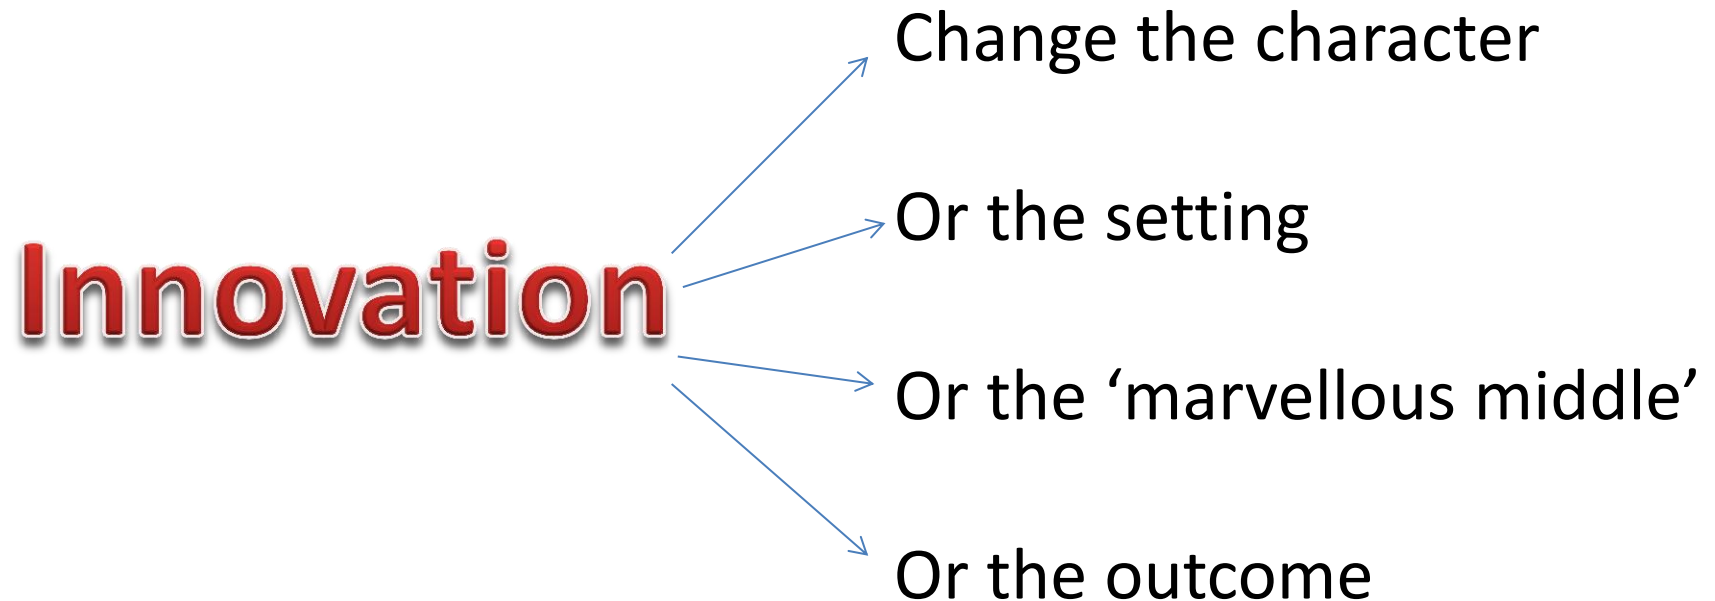 Change the character
Or the setting
Innovation
Or the ‘marvellous middle’
Or the outcome